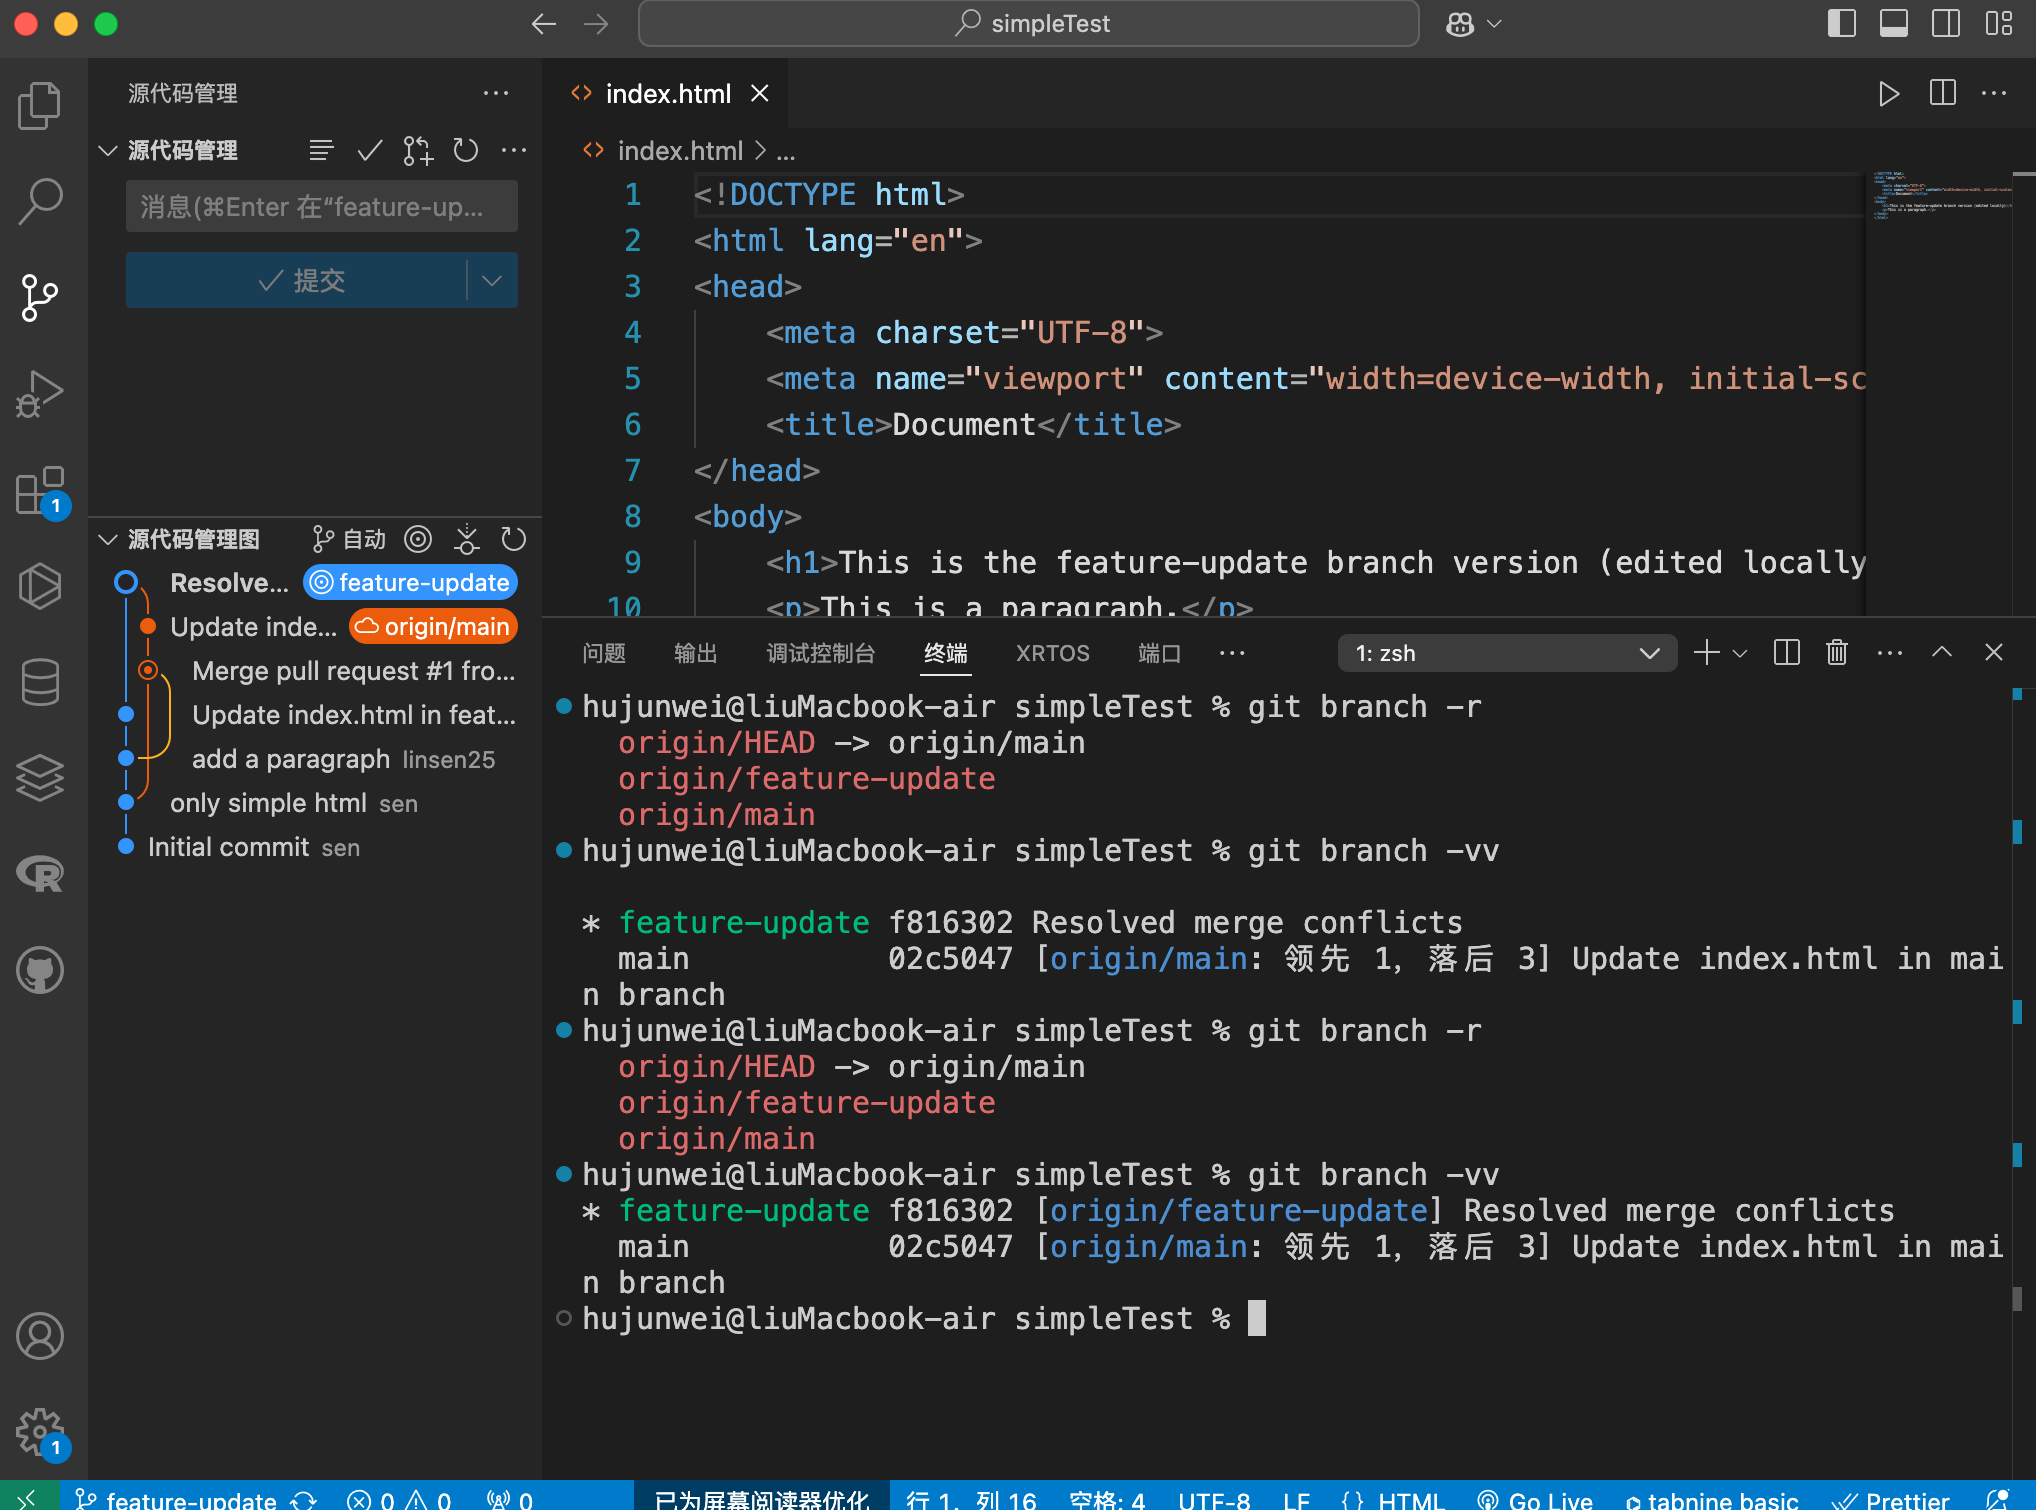 simpleTest
源代码管理
源代码管理
消息(⌘Enter 在“feature-up...
提交
源代码管理图
自动
Resolve... feature-update
Update inde... origin/main
Merge pull request #1 fro...
Update index.html in feat...
add a paragraph linsen25
only simple html sen
Initial commit sen
1
1
index.html
index.html > ...
1 <!DOCTYPE html>
2 <html lang="en">
3 <head>
4 <meta charset="UTF-8">
5 <meta name="viewport" content="width=device-width, initial-sc
6 <title>Document</title>
7 </head>
8 <body>
9 <h1>This is the feature-update branch version (edited locally
10 <p>This is a paragraph.</p>
问题 输出 调试控制台 终端 XRTOS 端口 ··· 1: zsh
hujunwei@liuMacbook-air simpleTest % git branch -r
origin/HEAD -> origin/main
origin/feature-update
origin/main
hujunwei@liuMacbook-air simpleTest % git branch -vv
* feature-update f816302 Resolved merge conflicts
main 02c5047 [origin/main: 领先 1, 落后 3] Update index.html in mai
n branch
hujunwei@liuMacbook-air simpleTest % git branch -r
origin/HEAD -> origin/main
origin/feature-update
origin/main
hujunwei@liuMacbook-air simpleTest % git branch -vv
* feature-update f816302 [origin/feature-update] Resolved merge conflicts
main 02c5047 [origin/main: 领先 1, 落后 3] Update index.html in mai
n branch
hujunwei@liuMacbook-air simpleTest %
feature-update 0 0 0 已为屏幕阅读器优化 行 1, 列 16 空格: 4 UTF-8 LF {} HTML Go Live tabnine basic Prettier